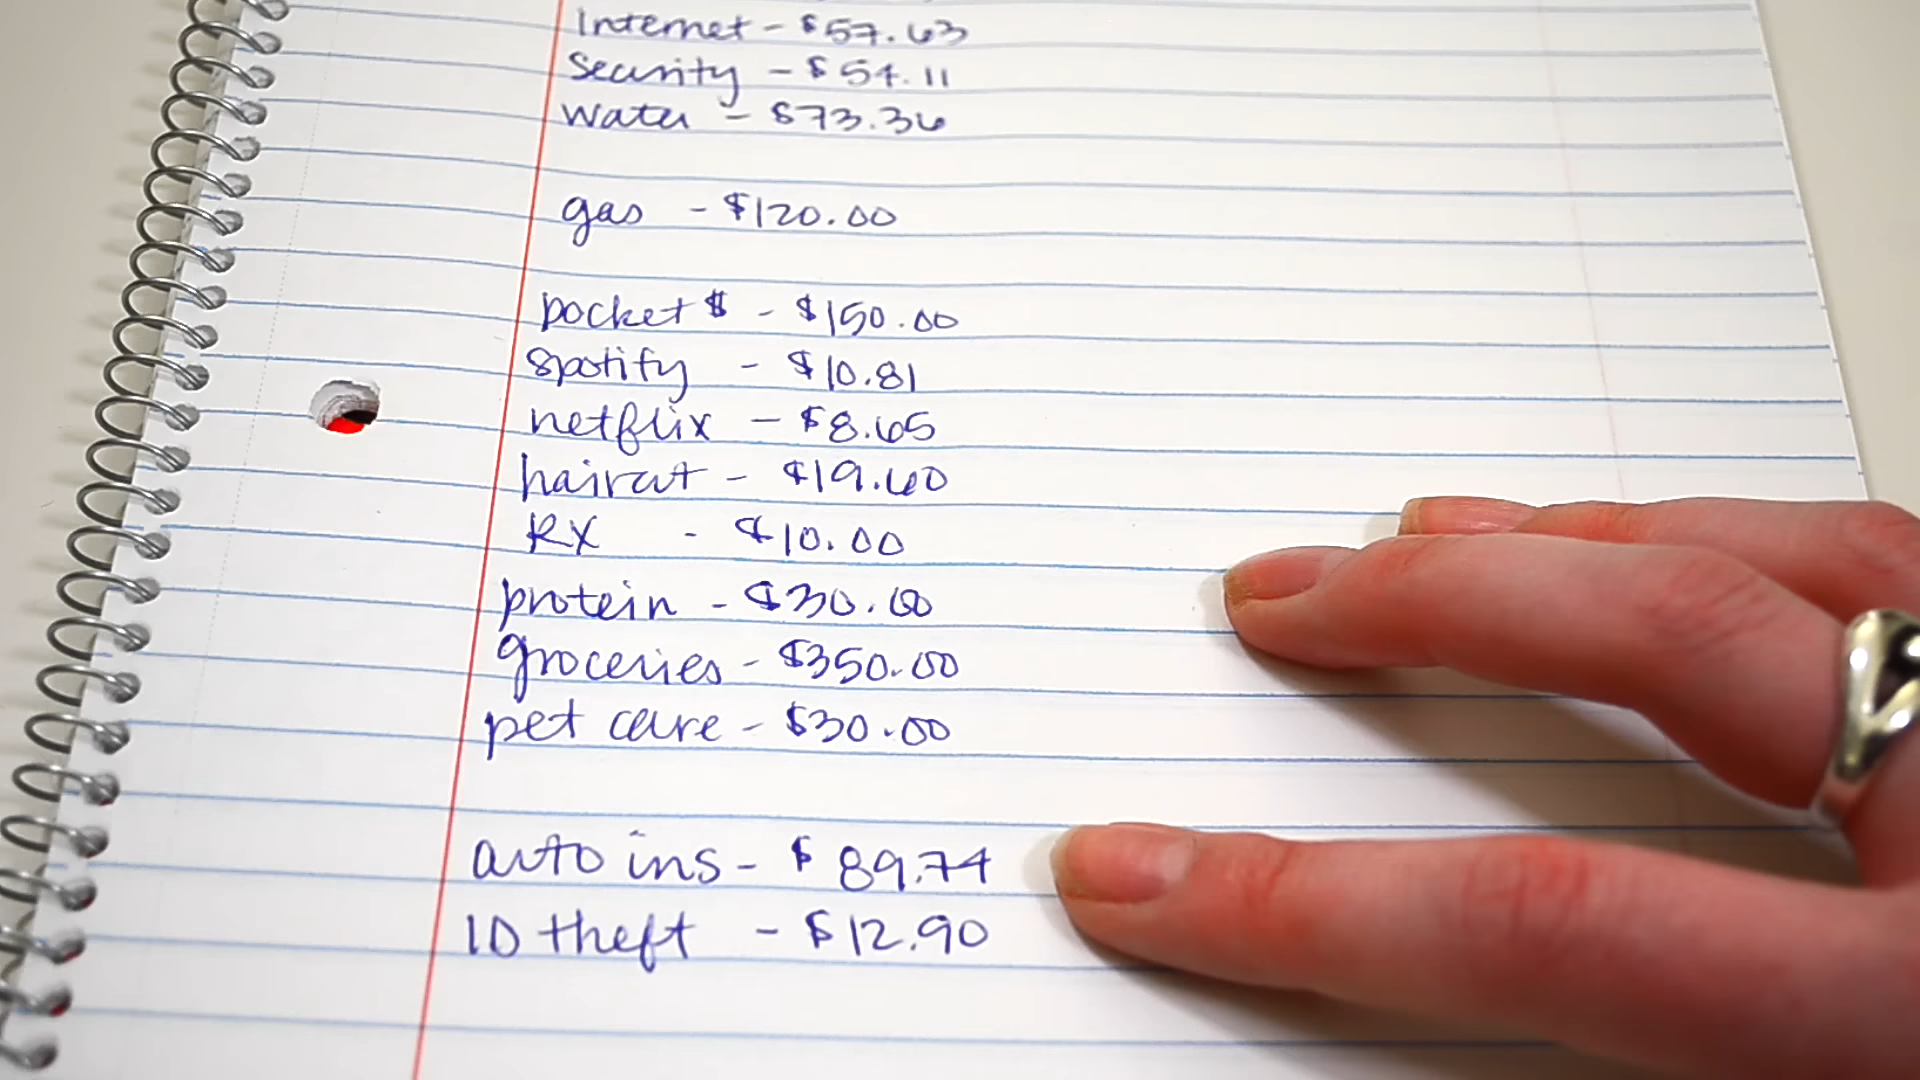 Internet - $57.63
Security - $54.11
Water - $73.36
gas - $120.00
pocket $ - $150.00
spotify - $10.81
netflix - $8.65
haircut - $19.60
RX - $10.00
protein - $30.00
groceries - $350.00
pet care - $30.00
auto ins - $89.74
ID theft - $12.90